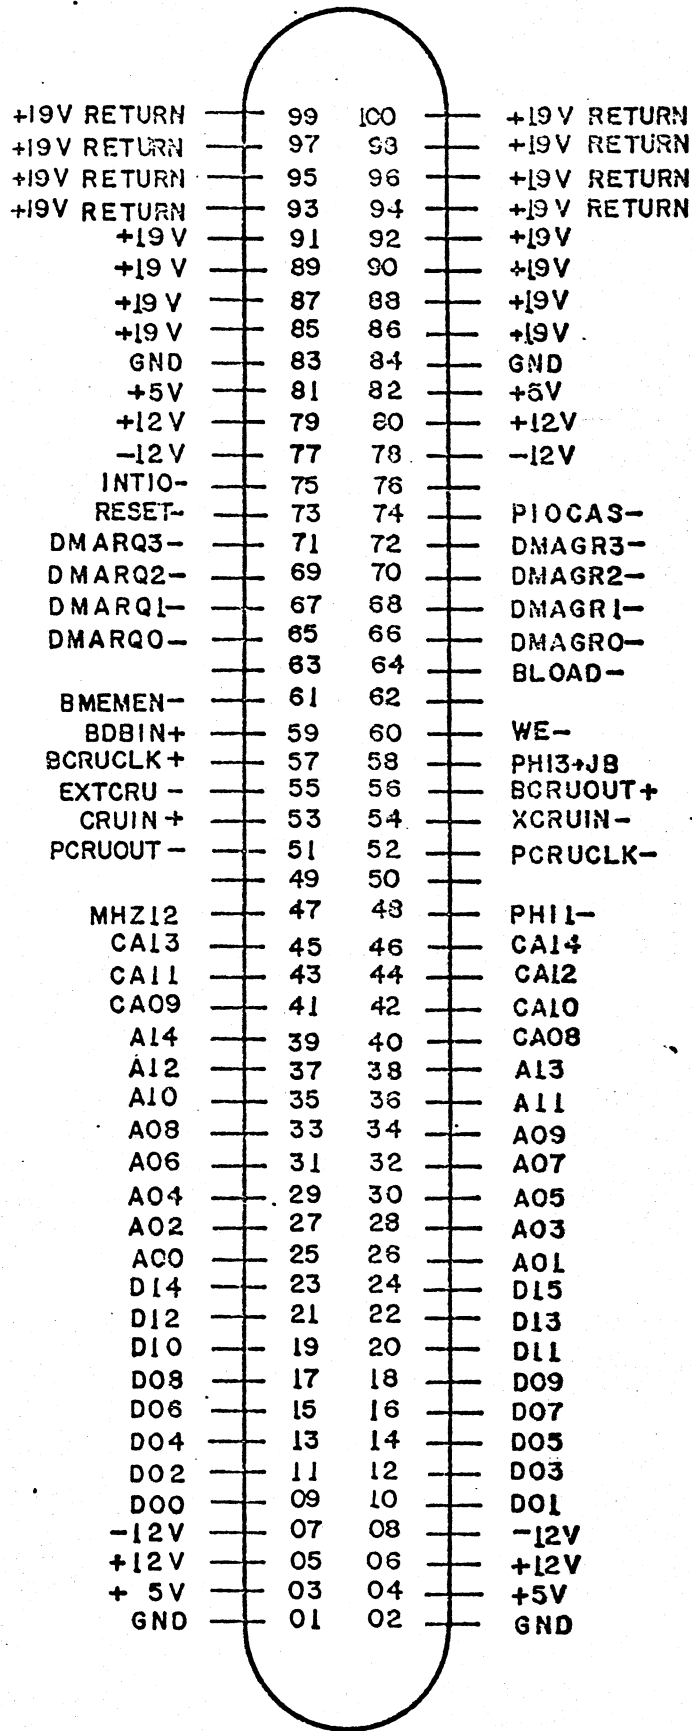 +19V RETURN 99 100 +19V RETURN
+19V RETURN 97 98 +19V RETURN
+19V RETURN 95 96 +19V RETURN
+19V RETURN 93 94 +19V RETURN
+19V 91 92 +19V
+19V 89 90 +19V
+19V 87 88 +19V
+19V 85 86 +19V
GND 83 84 GND
+5V 81 82 +5V
+12V 79 80 +12V
-12V 77 78 -12V
INTIO- 75 76
RESET- 73 74 PIOCAS-
DMARQ3- 71 72 DMAGR3-
DMARQ2- 69 70 DMAGR2-
DMARQ1- 67 68 DMAGR1-
DMARQ0- 65 66 DMAGR0-
63 64 BLOAD-
BMEMEN- 61 62
BDBIN+ 59 60 WE-
BCRUCLK+ 57 58 PHI3+JB
EXTCRU- 55 56 BCRUOUT+
CRUIN+ 53 54 XCRUIN-
PCRUOUT- 51 52 PCRUCLK-
49 50
MHZ12 47 48 PHI1-
CA13 45 46 CA14
CA11 43 44 CA12
CA09 41 42 CA10
A14 39 40 CA08
A12 37 38 A13
A10 35 36 A11
A08 33 34 A09
A06 31 32 A07
A04 29 30 A05
A02 27 28 A03
A00 25 26 A01
D14 23 24 D15
D12 21 22 D13
D10 19 20 D11
D08 17 18 D09
D06 15 16 D07
D04 13 14 D05
D02 11 12 D03
D00 09 10 D01
-12V 07 08 -12V
+12V 05 06 +12V
+ 5V 03 04 +5V
GND 01 02 GND